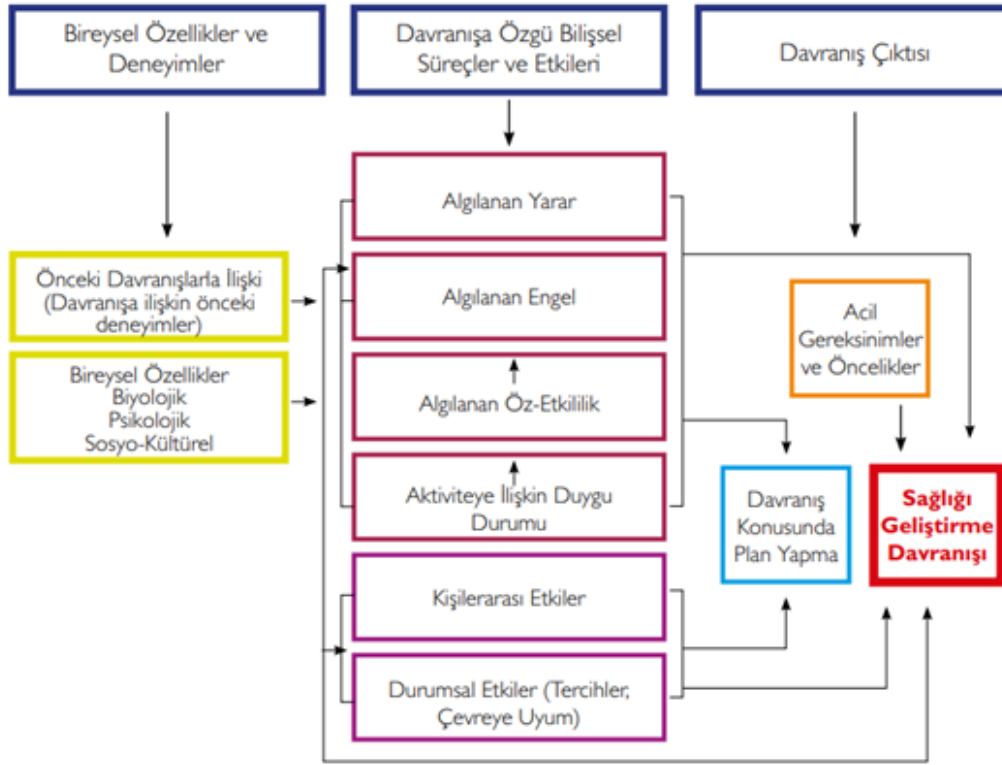 Bireysel Özellikler ve
Deneyimler
Davranışa Özgü Bilişsel
Süreçler ve Etkileri
Davranış Çıktısı
Algılanan Yarar
Önceki Davranışlarla İlişki
(Davranışa ilişkin önceki
deneyimler)
Algılanan Engel
Acil
Gereksinimler
ve Öncelikler
Bireysel Özellikler
Biyolojik
Psikolojik
Sosyo-Kültürel
Algılanan Öz-Etkililik
Aktiviteye İlişkin Duygu
Durumu
Davranış
Konusunda
Plan Yapma
Sağlığı
Geliştirme
Davranışı
Kişilerarası Etkiler
Durumsal Etkiler (Tercihler,
Çevreye Uyum)